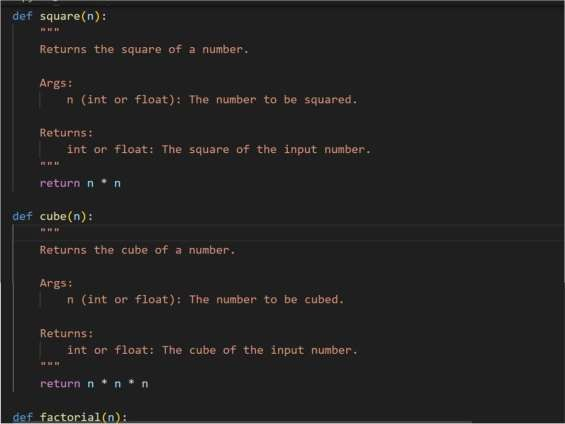 def square(n):
    """
    Returns the square of a number.

    Args:
        n (int or float): The number to be squared.

    Returns:
        int or float: The square of the input number.
    """
    return n * n

def cube(n):
    """
    Returns the cube of a number.

    Args:
        n (int or float): The number to be cubed.

    Returns:
        int or float: The cube of the input number.
    """
    return n * n * n

def factorial(n):